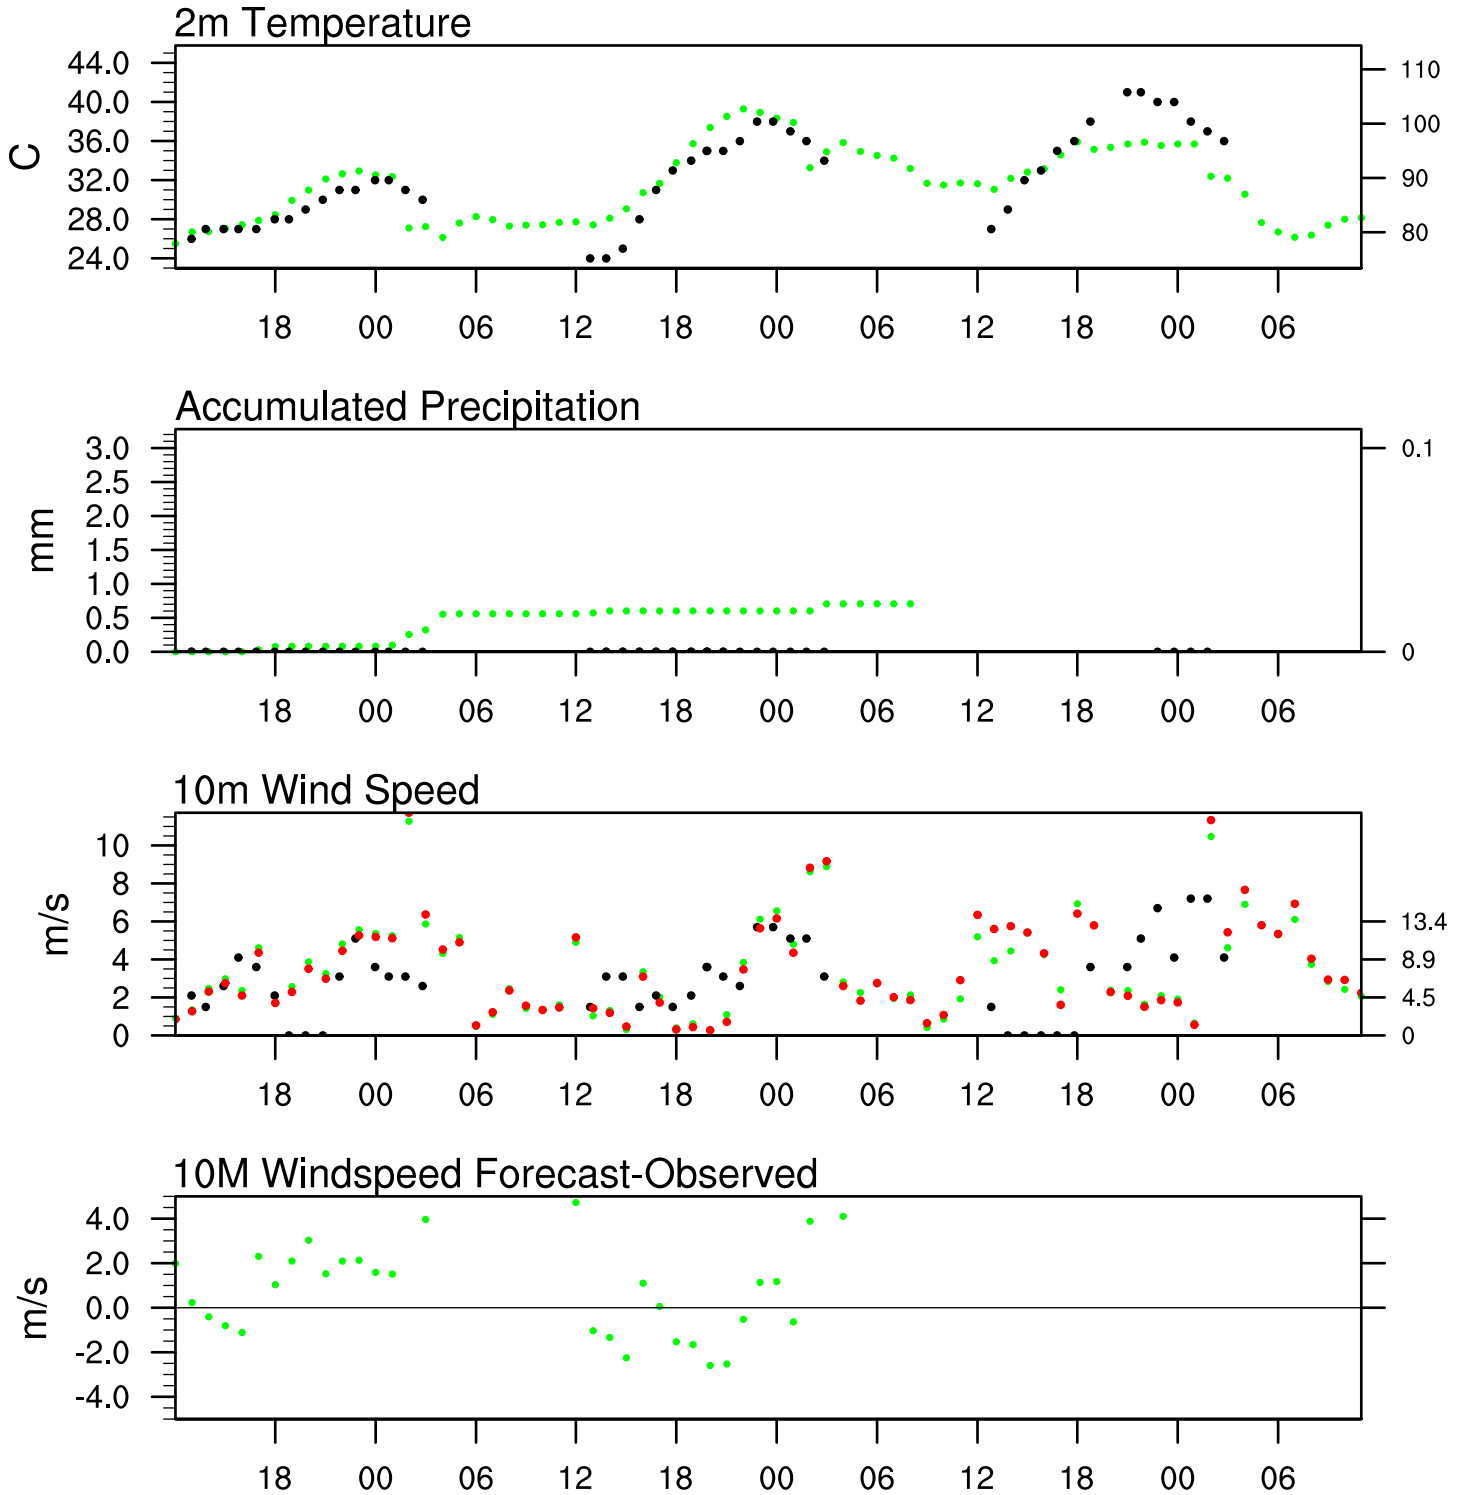 2m Temperature
44.0 110
40.0 100
36.0
C
32.0 90
28.0 80
24.0
18 00 06 12 18 00 06 12 18 00 06
Accumulated Precipitation
3.0 0.1
2.5
2.0
mm
1.5
1.0
0.5
0.0 0
18 00 06 12 18 00 06 12 18 00 06
10m Wind Speed
10
8
m/s
6 13.4
4 8.9
2 4.5
0 0
18 00 06 12 18 00 06 12 18 00 06
10M Windspeed Forecast-Observed
4.0
2.0
m/s
0.0
-2.0
-4.0
18 00 06 12 18 00 06 12 18 00 06